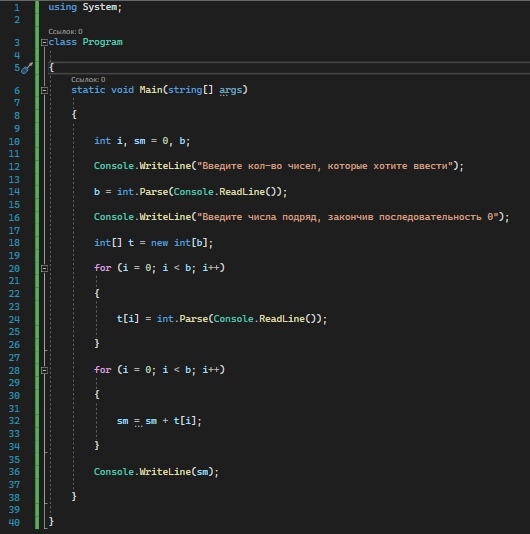 1 using System;
2
Ссылок: 0
3 class Program
4
5 {
Ссылок: 0
6 static void Main(string[] args)
7
8 {
9
10 int i, sm = 0, b;
11
12 Console.WriteLine("Введите кол-во чисел, которые хотите ввести");
13
14 b = int.Parse(Console.ReadLine());
15
16 Console.WriteLine("Введите числа подряд, закончив последовательность 0");
17
18 int[] t = new int[b];
19
20 for (i = 0; i < b; i++)
21
22 {
23
24 t[i] = int.Parse(Console.ReadLine());
25
26 }
27
28 for (i = 0; i < b; i++)
29
30 {
31
32 sm = sm + t[i];
33
34 }
35
36 Console.WriteLine(sm);
37
38 }
39
40 }